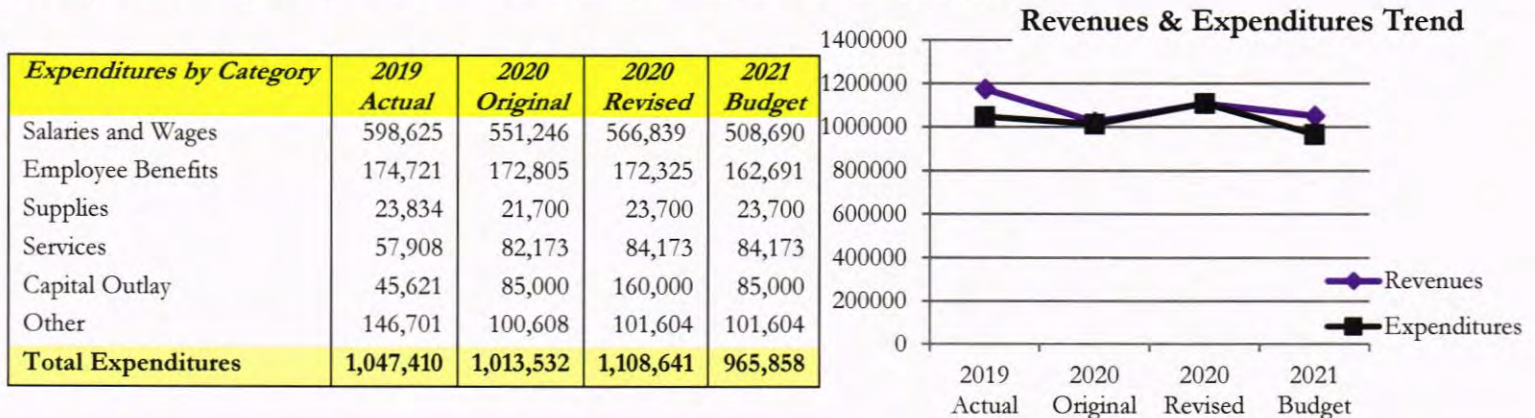 Expenditures by Category 2019 Actual 2020 Original 2020 Revised 2021 Budget
Salaries and Wages 598,625 551,246 566,839 508,690
Employee Benefits 174,721 172,805 172,325 162,691
Supplies 23,834 21,700 23,700 23,700
Services 57,908 82,173 84,173 84,173
Capital Outlay 45,621 85,000 160,000 85,000
Other 146,701 100,608 101,604 101,604
Total Expenditures 1,047,410 1,013,532 1,108,641 965,858
Revenues & Expenditures Trend
1400000
1200000
1000000
800000
600000
400000
200000
0
2019 Actual
2020 Original
2020 Revised
2021 Budget
Revenues
Expenditures